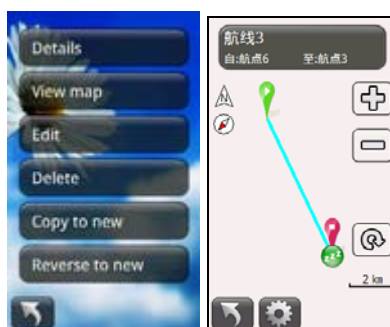 Details
View map
Edit
Delete
Copy to new
Reverse to new
航线3
自:航点6 至:航点3
N
zzz
2 km